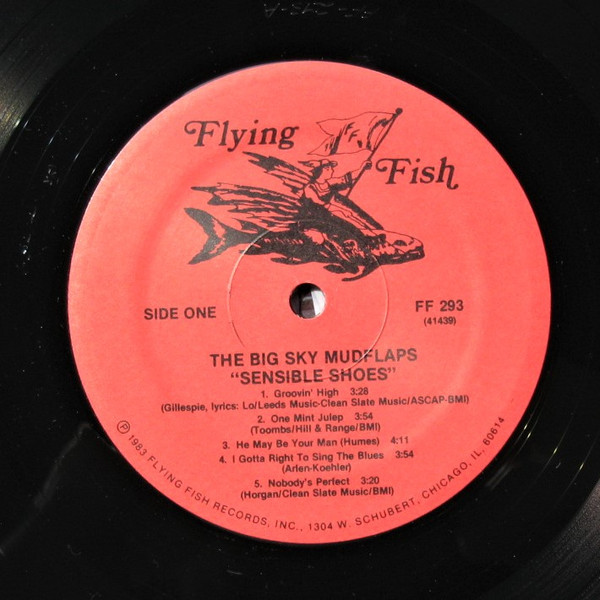 Flying
Fish
SIDE ONE
FF 293
(41439)
THE BIG SKY MUDFLAPS
"SENSIBLE SHOES"
1. Groovin' High 3:28
(Gillespie, lyrics: Lo/Leeds Music-Clean Slate Music/ASCAP-BMI)
2. One Mint Julep 3:54
(Toombs/Hill & Range/BMI)
3. He May Be Your Man (Humes) 4:11
4. I Gotta Right To Sing The Blues 3:54
(Arlen-Koehler)
5. Nobody's Perfect 3:20
(Horgan/Clean Slate Music/BMI)
Ⓟ 1983 FLYING FISH RECORDS, INC., 1304 W. SCHUBERT, CHICAGO, IL. 60614